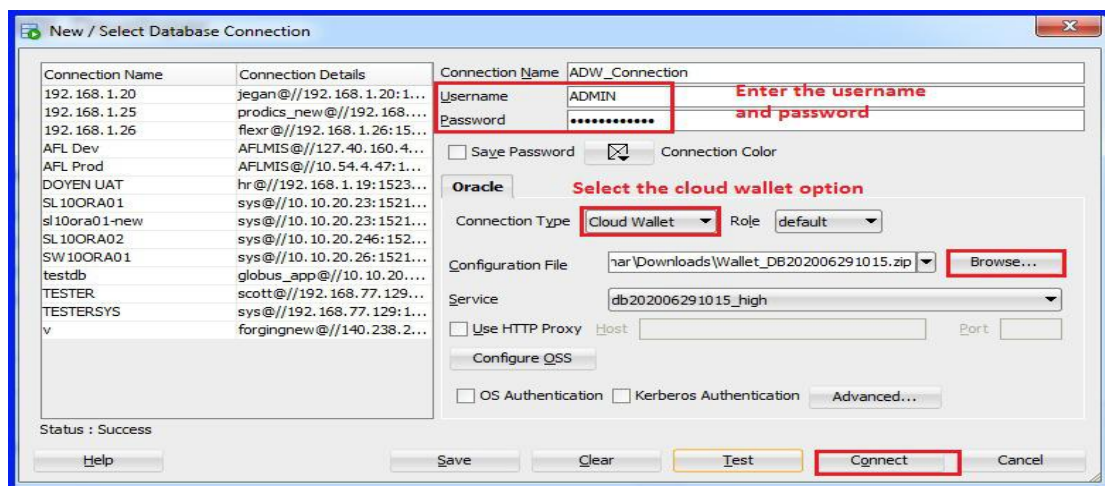 New / Select Database Connection
Connection Name Connection Details
192.168.1.20 jegan@//192.168.1.20:1...
192.168.1.25 prodics_new@//192.168....
192.168.1.26 flexr@//192.168.1.26:15...
AFL Dev AFLMIS@//127.40.160.4...
AFL Prod AFLMIS@//10.54.4.47:1...
DOYEN UAT hr@//192.168.1.19:1523...
SL10ORA01 sys@//10.10.20.23:1521...
sl10ora01-new sys@//10.10.20.23:1521...
SL10ORA02 sys@//10.10.20.246:152...
SW10ORA01 sys@//10.10.20.26:1521...
testdb globus_app@//10.10.20....
TESTER scott@//192.168.77.129...
TESTERSYS sys@//192.168.77.129:1...
v forgingnew@//140.238.2...
Status : Success
Connection Name ADW_Connection
Username ADMIN
Password ••••••••••••
Enter the username
and password
Save Password Connection Color
Oracle
Select the cloud wallet option
Connection Type Cloud Wallet Role default
Configuration File nar\Downloads\Wallet_DB202006291015.zip Browse...
Service db202006291015_high
Use HTTP Proxy Host Port
Configure OSS
OS Authentication Kerberos Authentication Advanced...
Help Save Clear Test Connect Cancel